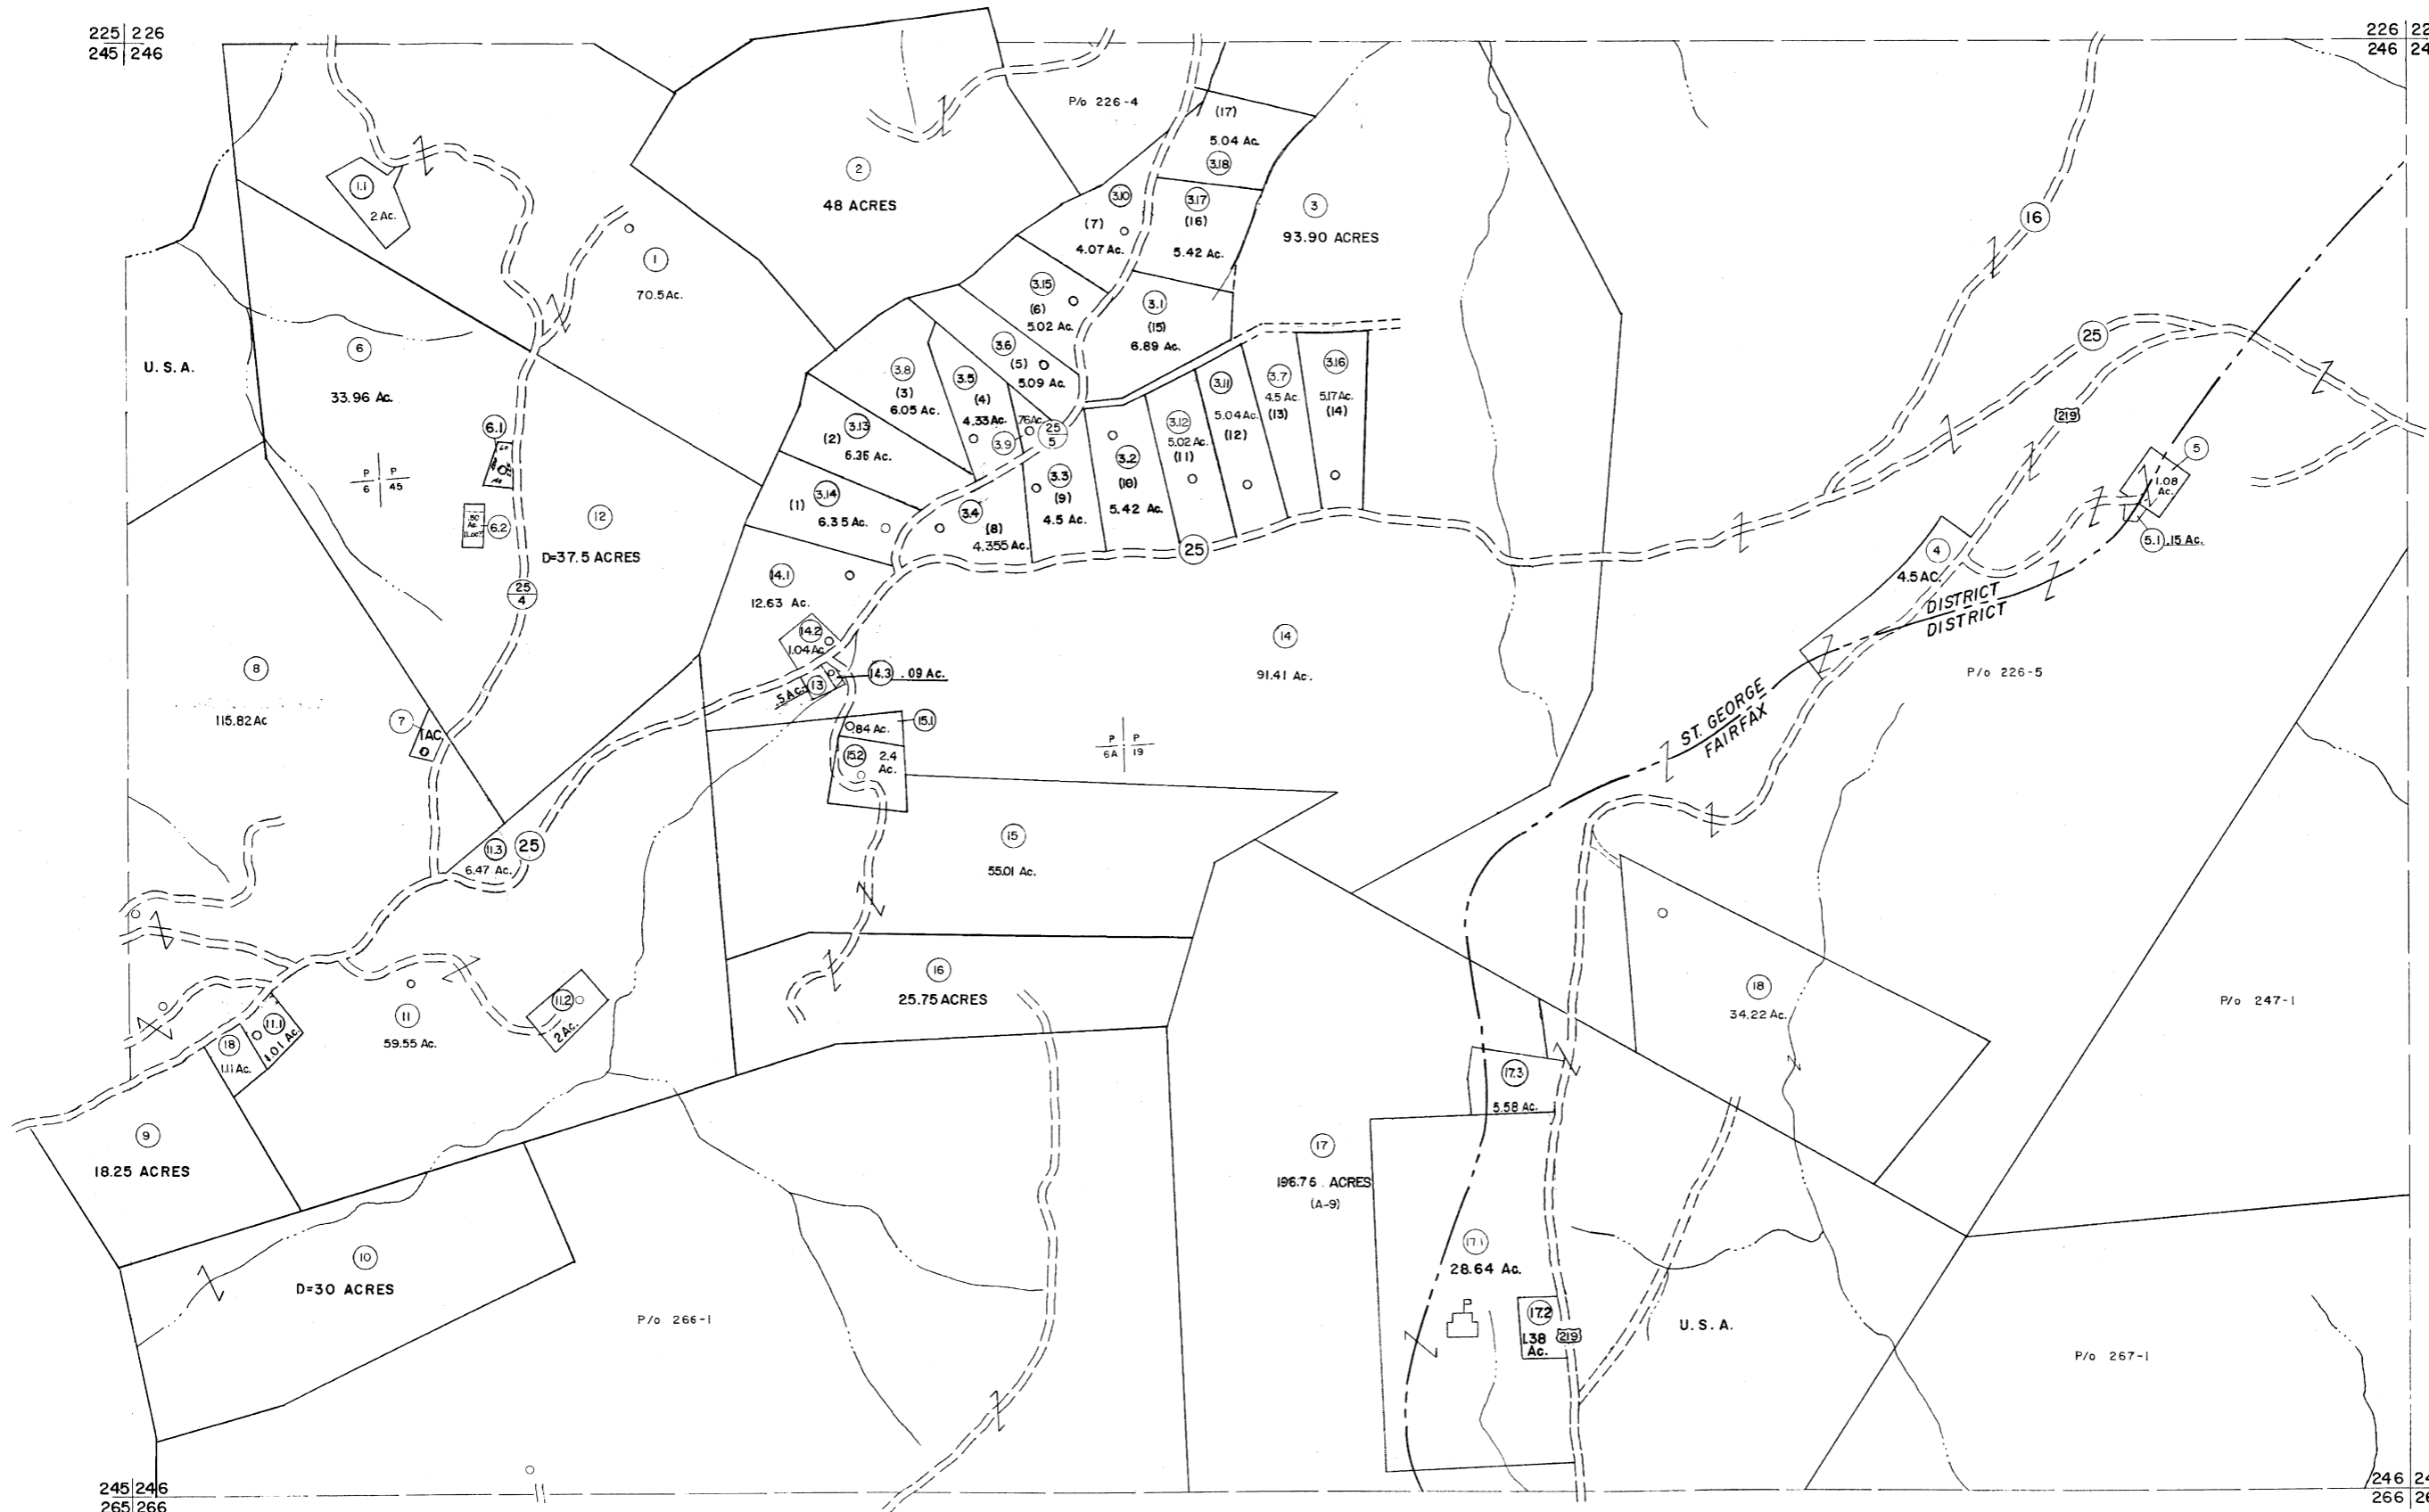 225 226
245 246
226
246
P/o 226-4
(17)
5.04 Ac.
3.18
1.1
2 Ac.
2
48 ACRES
3.10
(7)
4.07 Ac.
3.17
(16)
5.42 Ac.
3
93.90 ACRES
16
1
70.5 Ac.
3.15
(6)
5.02 Ac.
3.1
(15)
6.89 Ac.
25
6
33.96 Ac.
U. S. A.
3.6
(5)
5.09 Ac.
3.8
(3)
6.05 Ac.
3.5
(4)
4.33 Ac.
.76 Ac.
3.9
25
5
3.11
5.04 Ac.
(12)
3.7
4.5 Ac.
(13)
3.16
5.17 Ac.
(14)
219
6.1
3.13
(2)
6.36 Ac.
3.12
5.02 Ac.
(11)
3.2
(10)
5.42 Ac.
3.3
(9)
4.5 Ac.
5
1.08
Ac.
P P
6 45
3.14
(1)
6.35 Ac.
3.4
(8)
4.355 Ac.
.50
Ac.
6.2
12
D=37.5 ACRES
25
5.1 .15 Ac.
4
4.5 AC.
14.1
12.63 Ac.
25
4
DISTRICT
DISTRICT
14.2
1.04 Ac.
14
91.41 Ac.
8
115.82 Ac
14.3 .09 Ac.
13
.5 Ac.
P/o 226-5
7
1 AC.
15.1
.84 Ac.
15.2
2.4
Ac.
P P
6A 19
ST. GEORGE
FAIRFAX
15
55.01 Ac.
11.3
6.47 Ac.
25
16
25.75 ACRES
18
34.22 Ac.
P/o 247-1
11.2
2 Ac.
11
59.55 Ac.
11.1
1.01 Ac.
18
1.11 Ac.
17.3
5.58 Ac.
9
18.25 ACRES
17
196.76 ACRES
(A-9)
10
D=30 ACRES
17.1
28.64 Ac.
P/o 266-1
17.2
1.38
Ac.
219
U. S. A.
P/o 267-1
245 246
265 266
246
266